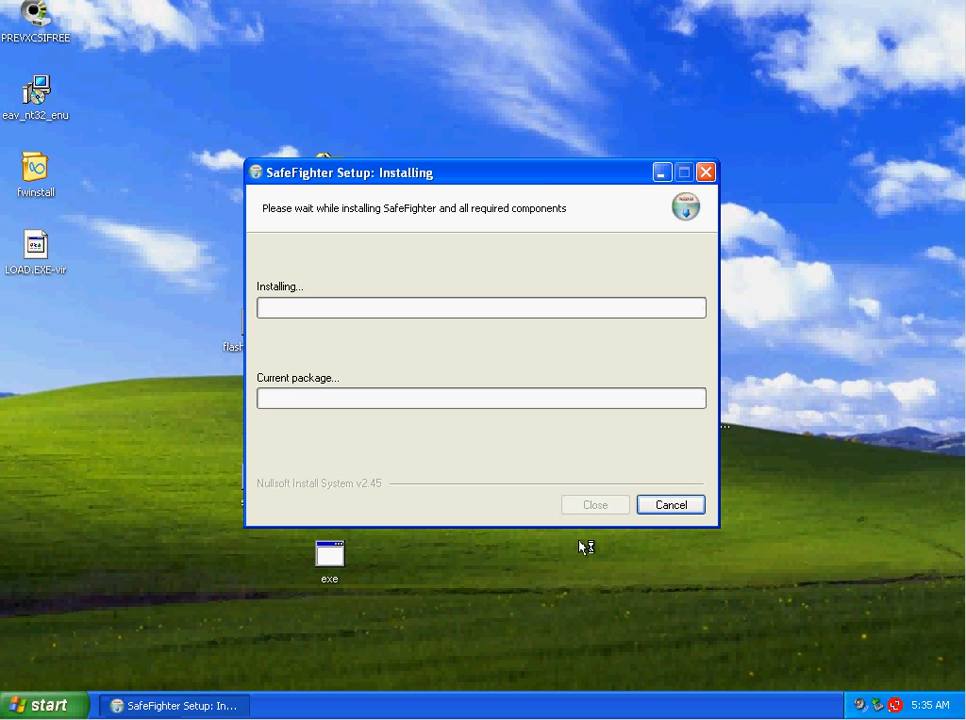 PREVXCSIFREE
eav_nt32_enu
fwinstall
LOAD.EXE-vir
flash
exe
SafeFighter Setup: Installing
Please wait while installing SafeFighter and all required components
Installing...
Current package...
Nullsoft Install System v2.45
Close
Cancel
...
start
SafeFighter Setup: In...
5:35 AM